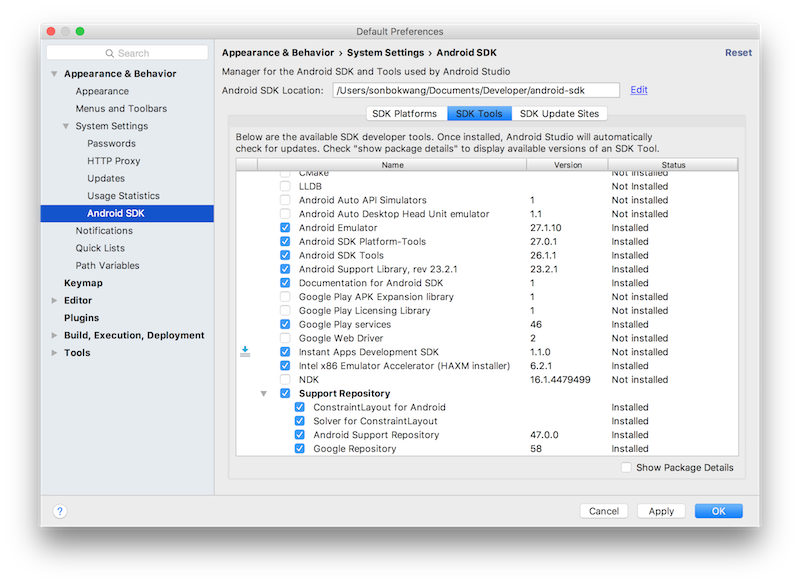 Default Preferences
Search
Appearance & Behavior
Appearance
Menus and Toolbars
System Settings
Passwords
HTTP Proxy
Updates
Usage Statistics
Android SDK
Notifications
Quick Lists
Path Variables
Keymap
Editor
Plugins
Build, Execution, Deployment
Tools
Appearance & Behavior › System Settings › Android SDK Reset
Manager for the Android SDK and Tools used by Android Studio
Android SDK Location: /Users/sonbokwang/Documents/Developer/android-sdk Edit
SDK Platforms SDK Tools SDK Update Sites
Below are the available SDK developer tools. Once installed, Android Studio will automatically
check for updates. Check "show package details" to display available versions of an SDK Tool.
Name Version Status
CMake Not Installed
LLDB Not Installed
Android Auto API Simulators 1 Not installed
Android Auto Desktop Head Unit emulator 1.1 Not installed
Android Emulator 27.1.10 Installed
Android SDK Platform-Tools 27.0.1 Installed
Android SDK Tools 26.1.1 Installed
Android Support Library, rev 23.2.1 23.2.1 Installed
Documentation for Android SDK 1 Installed
Google Play APK Expansion library 1 Not installed
Google Play Licensing Library 1 Not installed
Google Play services 46 Installed
Google Web Driver 2 Not installed
Instant Apps Development SDK 1.1.0 Installed
Intel x86 Emulator Accelerator (HAXM installer) 6.2.1 Installed
NDK 16.1.4479499 Not installed
Support Repository
ConstraintLayout for Android Installed
Solver for ConstraintLayout Installed
Android Support Repository 47.0.0 Installed
Google Repository 58 Installed
Show Package Details
? Cancel Apply OK